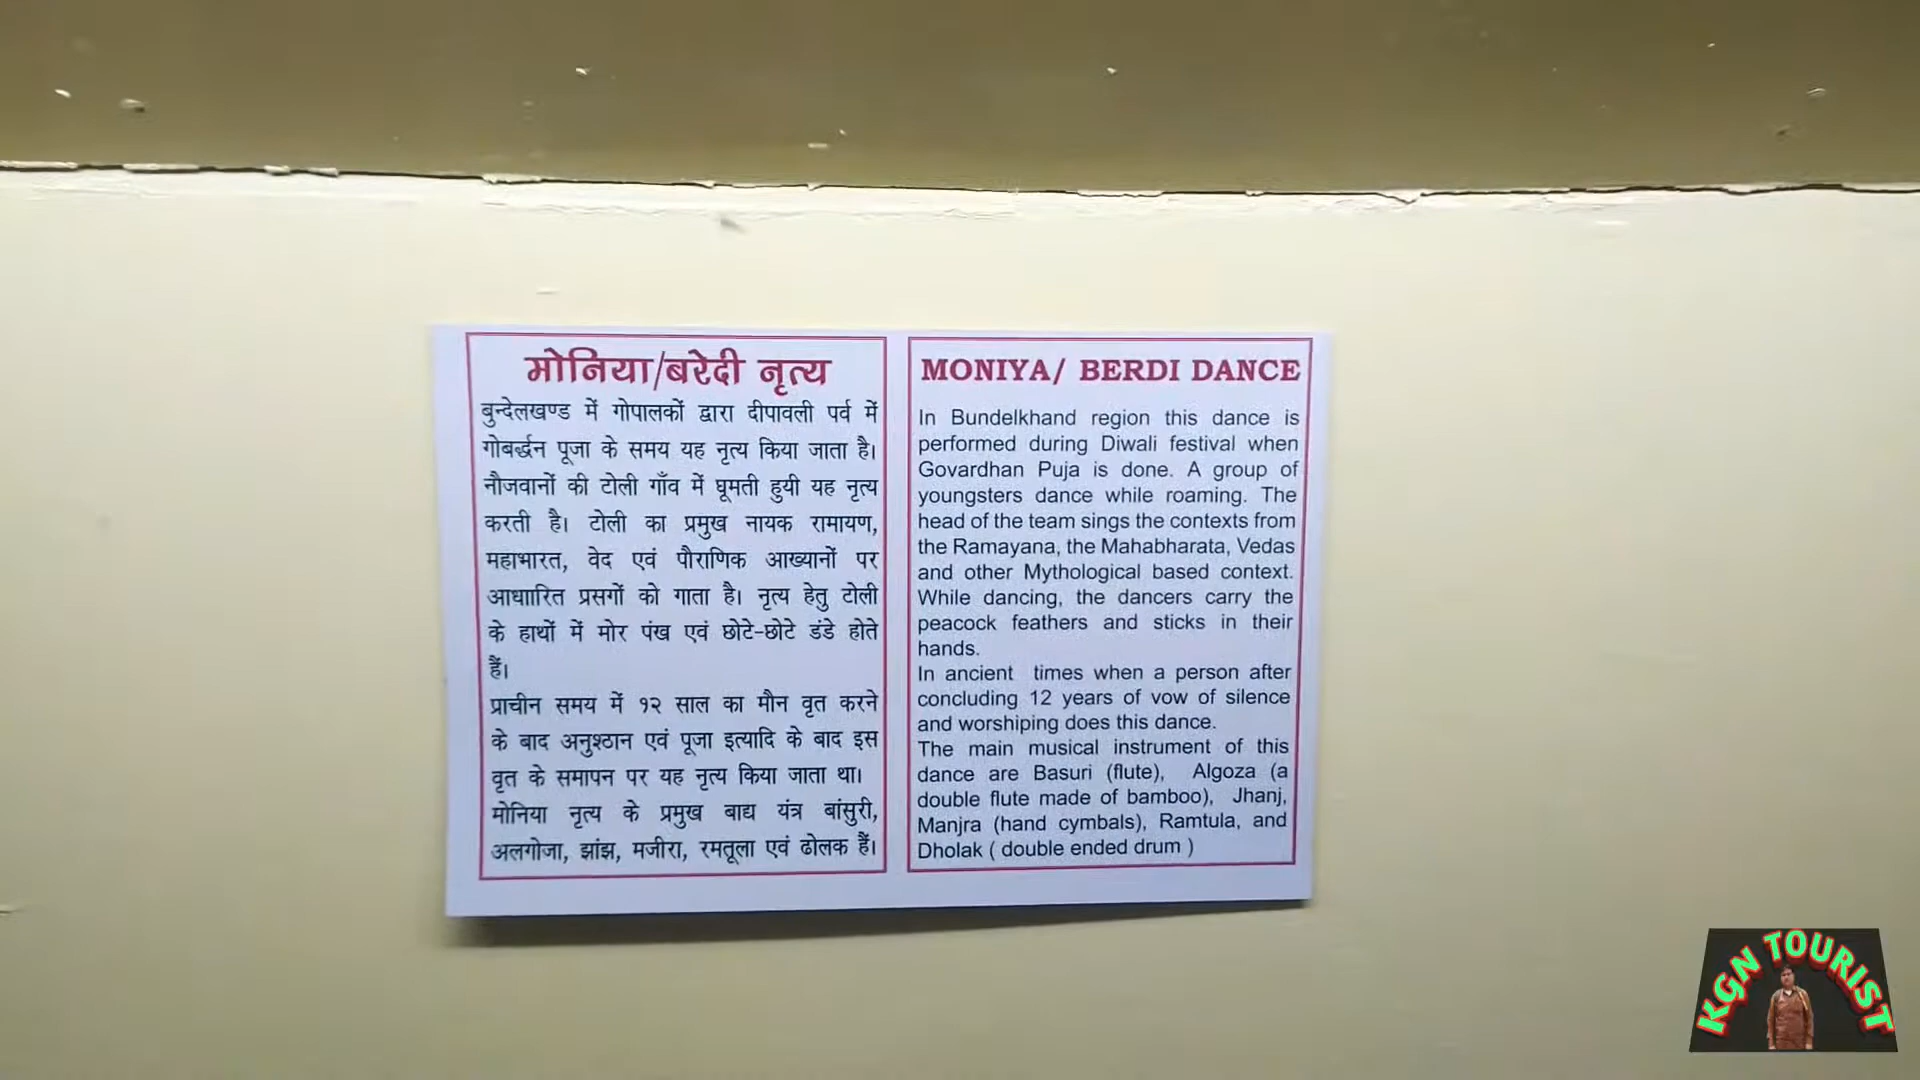 मोनिया/बरेदी नृत्य
बुन्देलखण्ड में गोपालकों द्वारा दीपावली पर्व में
गोबर्द्धन पूजा के समय यह नृत्य किया जाता है।
नौजवानों की टोली गाँव में घूमती हुयी यह नृत्य
करती है। टोली का प्रमुख नायक रामायण,
महाभारत, वेद एवं पौराणिक आख्यानों पर
आधाारित प्रसगों को गाता है। नृत्य हेतु टोली
के हाथों में मोर पंख एवं छोटे-छोटे डंडे होते
हैं।
प्राचीन समय में १२ साल का मौन वृत करने
के बाद अनुश्ठान एवं पूजा इत्यादि के बाद इस
वृत के समापन पर यह नृत्य किया जाता था।
मोनिया नृत्य के प्रमुख बाद्य यंत्र बांसुरी,
अलगोजा, झांझ, मजीरा, रमतूला एवं ढोलक हैं।
MONIYA/ BERDI DANCE
In Bundelkhand region this dance is
performed during Diwali festival when
Govardhan Puja is done. A group of
youngsters dance while roaming. The
head of the team sings the contexts from
the Ramayana, the Mahabharata, Vedas
and other Mythological based context.
While dancing, the dancers carry the
peacock feathers and sticks in their
hands.
In ancient times when a person after
concluding 12 years of vow of silence
and worshiping does this dance.
The main musical instrument of this
dance are Basuri (flute), Algoza (a
double flute made of bamboo), Jhanj,
Manjra (hand cymbals), Ramtula, and
Dholak ( double ended drum )
KGN TOURIST